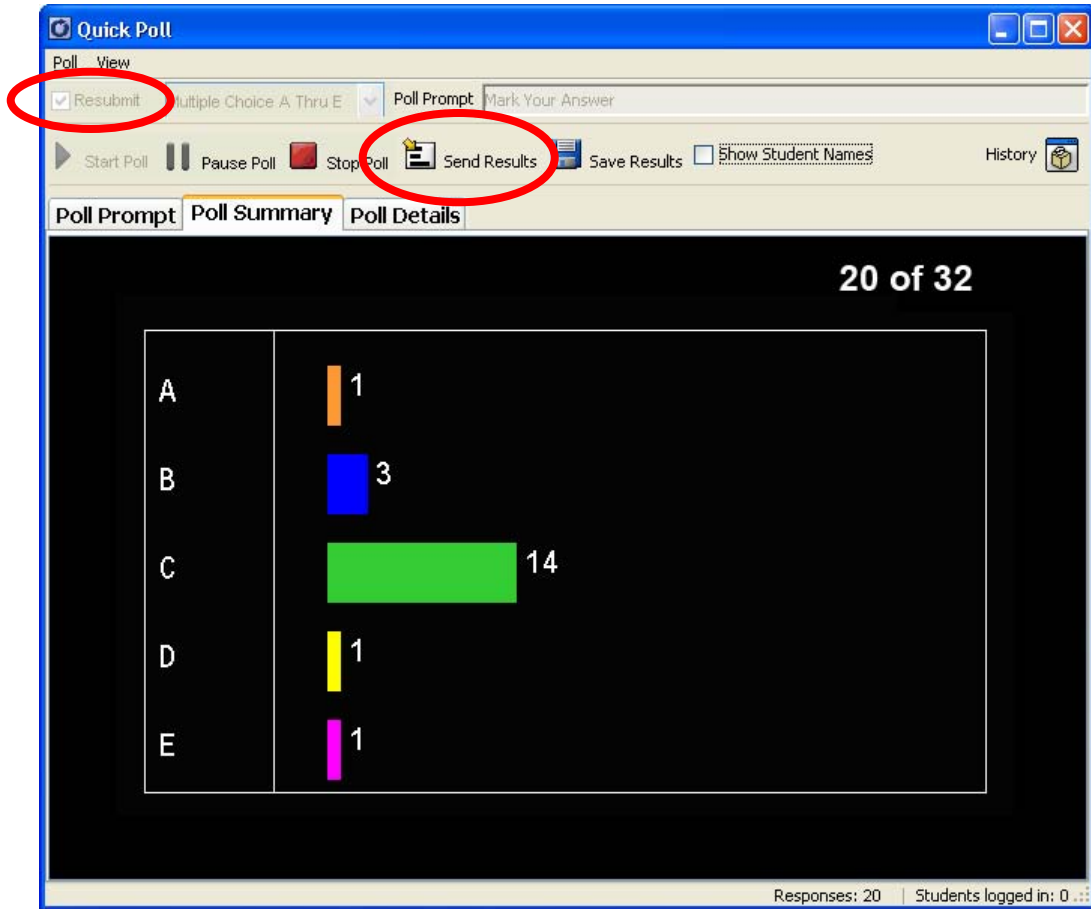 Quick Poll
Poll View
Resubmit Multiple Choice A Thru E Poll Prompt Mark Your Answer
Start Poll Pause Poll Stop Poll Send Results Save Results Show Student Names History
Poll Prompt Poll Summary Poll Details
20 of 32
A 1
B 3
C 14
D 1
E 1
Responses: 20 Students logged in: 0